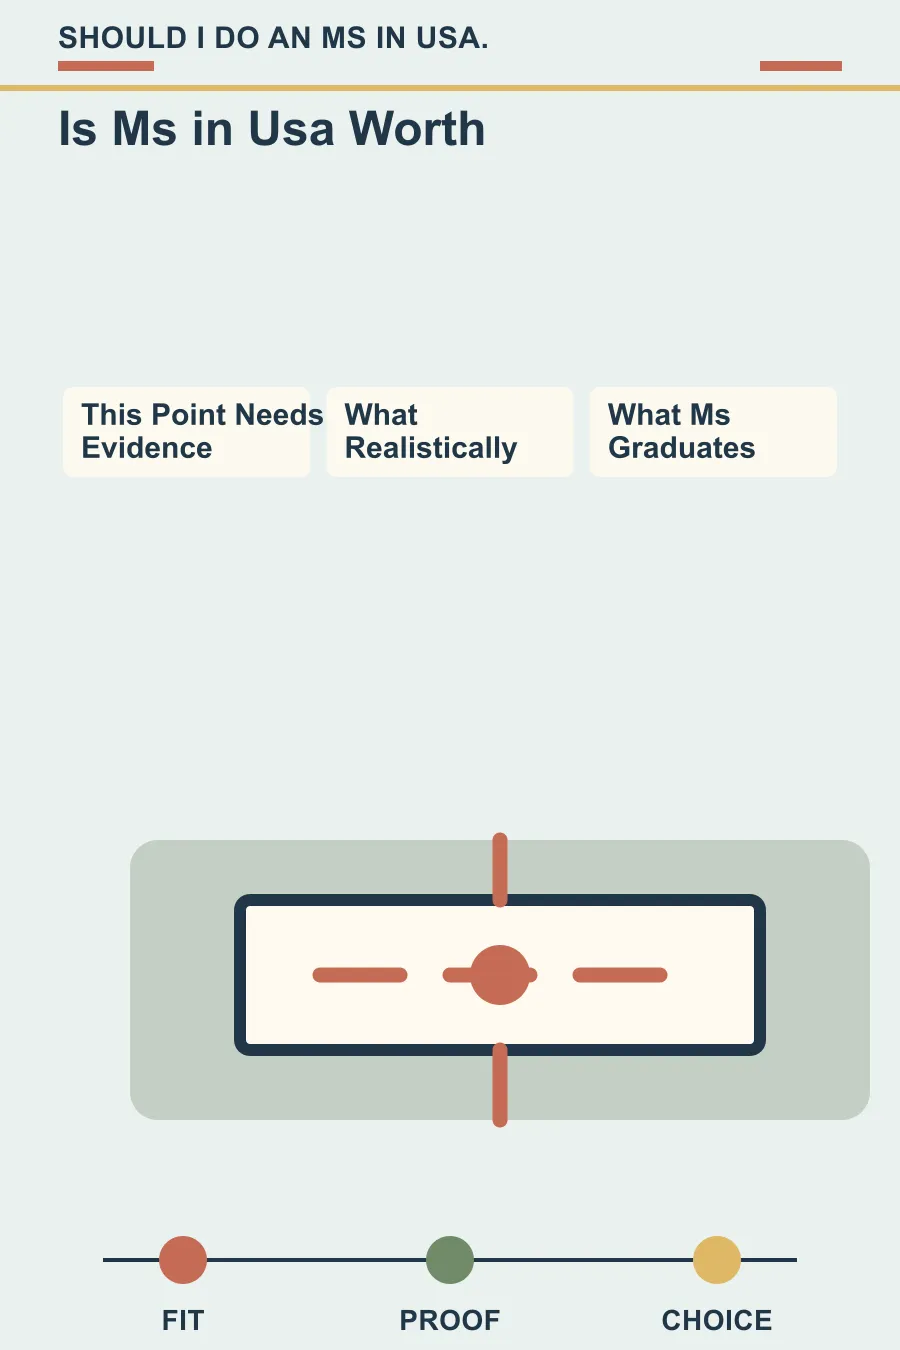 SHOULD I DO AN MS IN USA.
Is Ms in Usa Worth
This Point Needs
Evidence
What
Realistically
What Ms
Graduates
FIT
PROOF
CHOICE